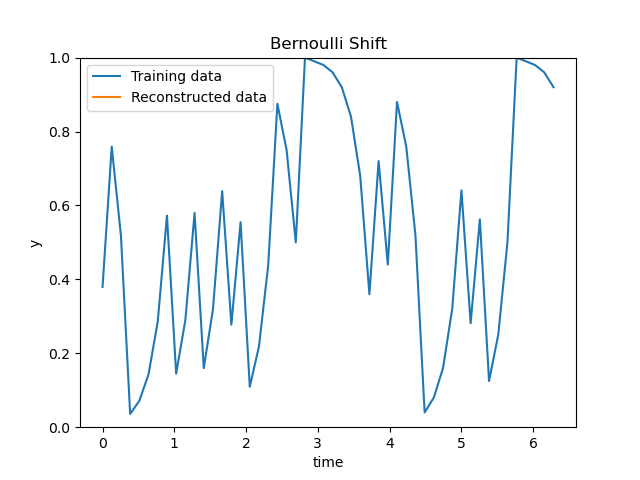 Bernoulli Shift
Training data
Reconstructed data
1.0
0.8
0.6
0.4
0.2
0.0
y
0 1 2 3 4 5 6
time